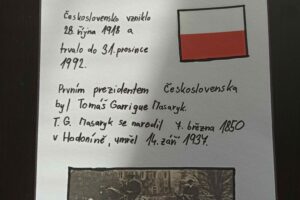 Československo vzniklo
28. října 1918 a
trvalo do 31. prosince
1992.
Prvním prezidentem Československa
byl Tomáš Garrigue Masaryk.
T. G. Masaryk se narodil 7. března 1850
v Hodoníně, umřel 14. září 1937.